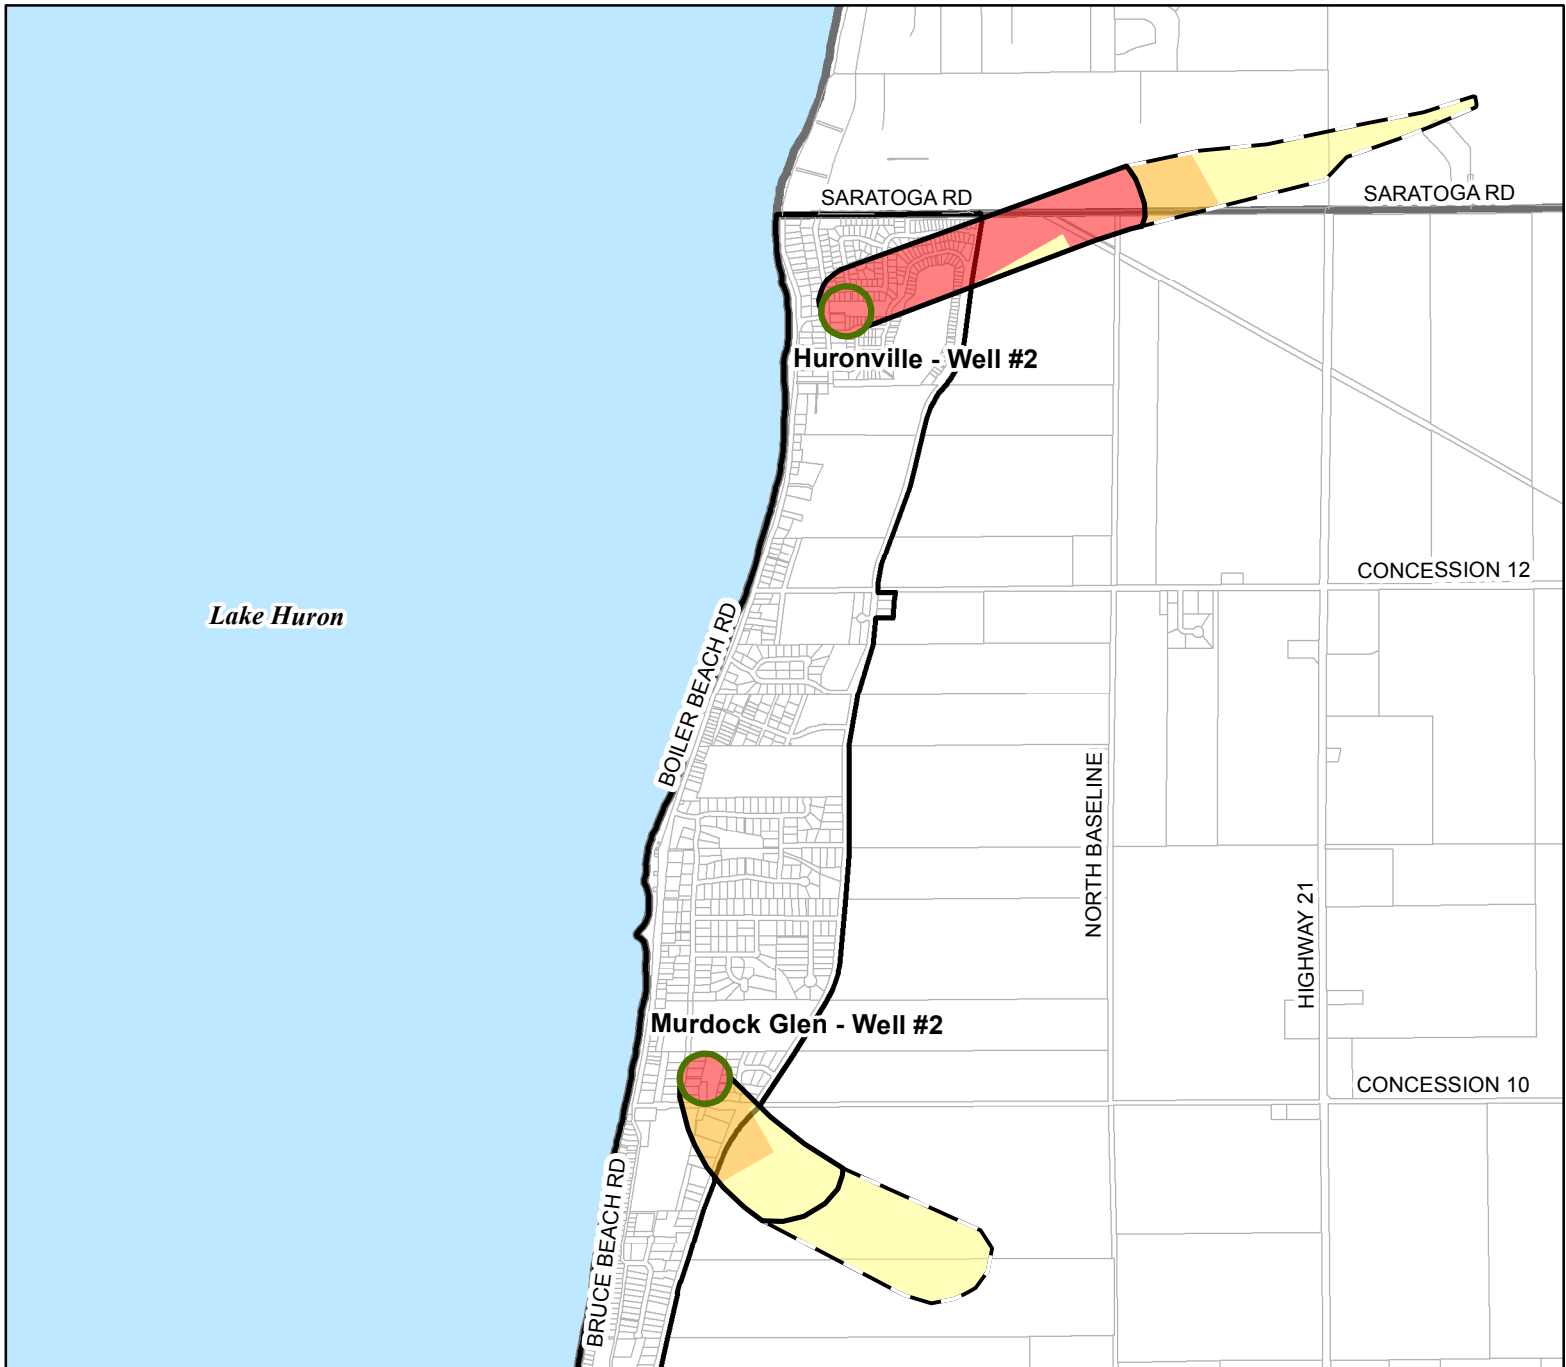 SARATOGA RD
SARATOGA RD
Huronville - Well #2
CONCESSION 12
Lake Huron
BOILER BEACH RD
NORTH BASELINE
HIGHWAY 21
Murdock Glen - Well #2
CONCESSION 10
BRUCE BEACH RD